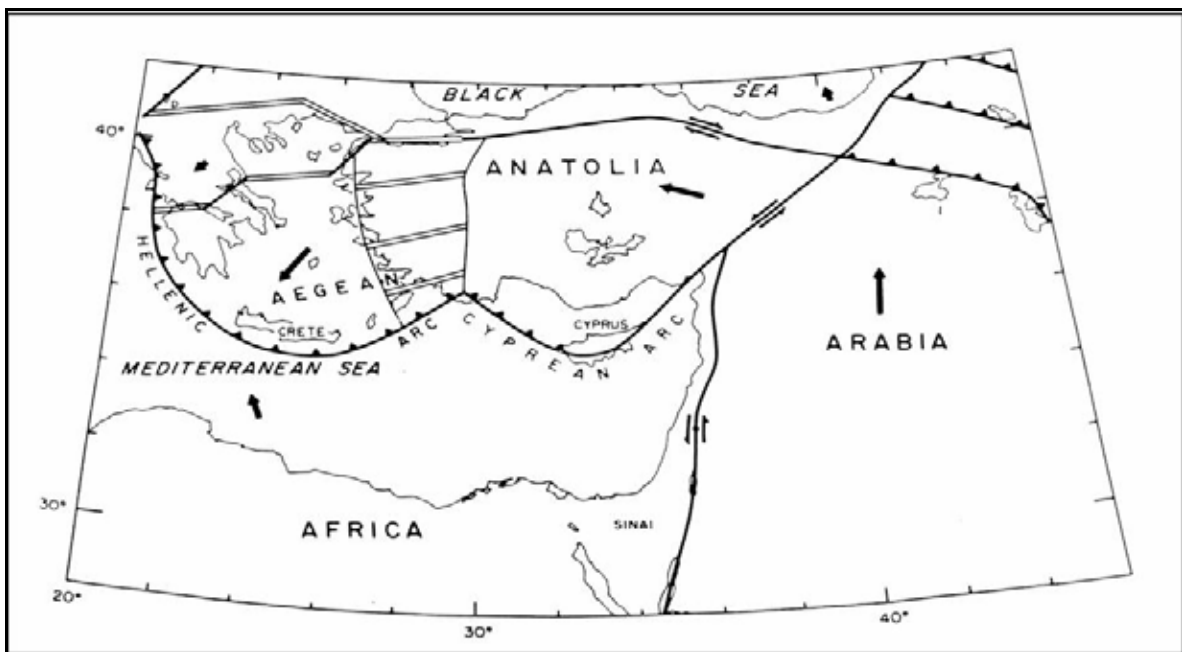 BLACK SEA
40°
ANATOLIA
HELLENIC ARC
AEGEAN
CYPREAN ARC
CRETE
CYPRUS
ARABIA
MEDITERRANEAN SEA
30°
AFRICA
SINAI
20°
30°
40°